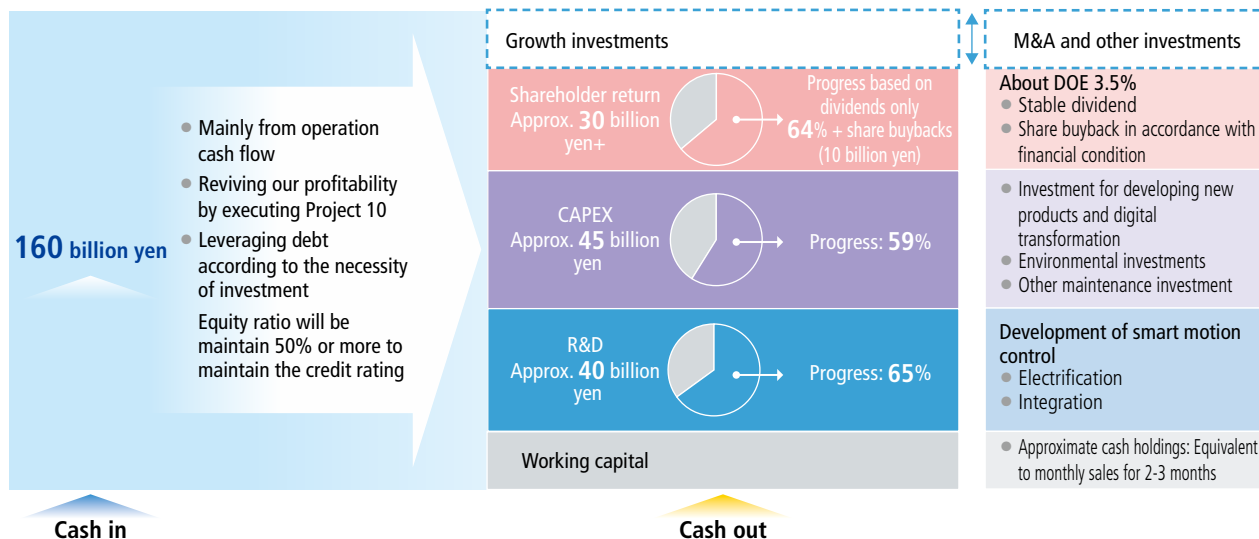 160 billion yen
Mainly from operation
cash flow
Reviving our profitability
by executing Project 10
Leveraging debt
according to the necessity
of investment
Equity ratio will be
maintain 50% or more to
maintain the credit rating
Cash in
Growth investments
Shareholder return
Approx. 30 billion
yen+
Progress based on
dividends only
64% + share buybacks
(10 billion yen)
CAPEX
Approx. 45 billion
yen
Progress: 59%
R&D
Approx. 40 billion
yen
Progress: 65%
Working capital
Cash out
M&A and other investments
About DOE 3.5%
Stable dividend
Share buyback in accordance with
financial condition
Investment for developing new
products and digital
transformation
Environmental investments
Other maintenance investment
Development of smart motion
control
Electrification
Integration
Approximate cash holdings: Equivalent
to monthly sales for 2-3 months